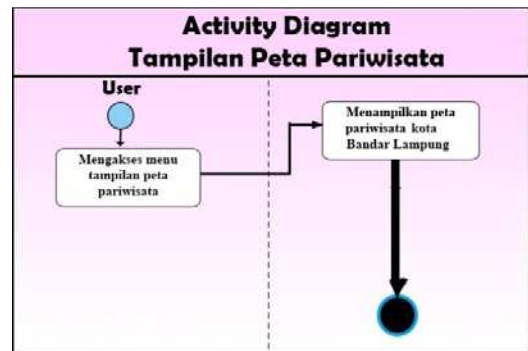 Activity Diagram
Tampilan Peta Pariwisata
User
Mengakses menu
tampilan peta
pariwisata
Menampilkan peta
pariwisata kota
Bandar Lampung